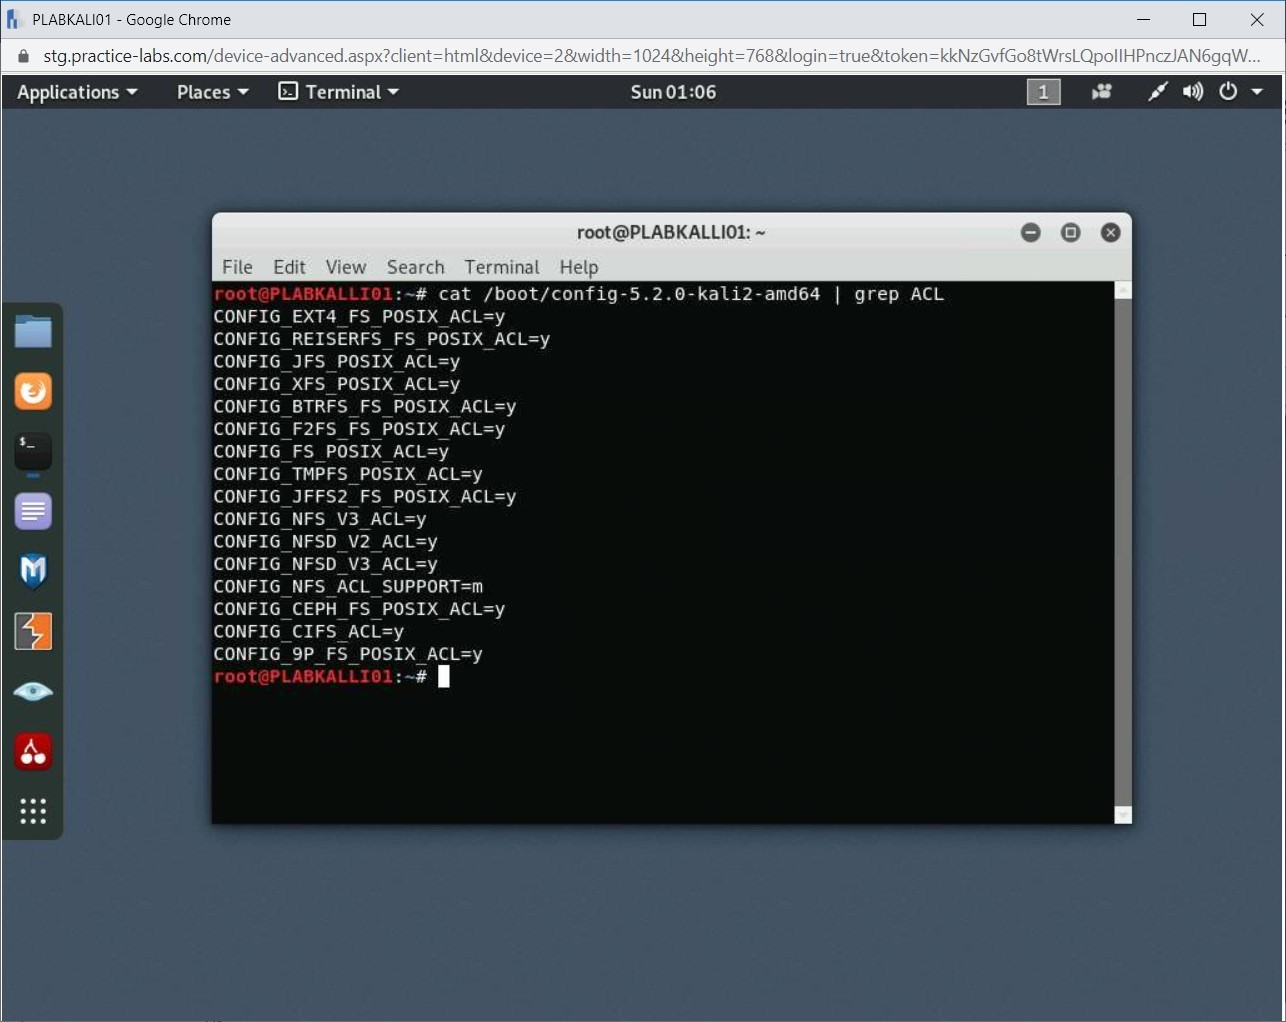 PLABKALI01 - Google Chrome
stg.practice-labs.com/device-advanced.aspx?client=html&device=2&width=1024&height=768&login=true&token=kkNzGvfGo8tWrsLQpoIIHPnczJAN6gqW...
Applications Places Terminal Sun 01:06 1
root@PLABKALLI01: ~
File Edit View Search Terminal Help
root@PLABKALLI01:~# cat /boot/config-5.2.0-kali2-amd64 | grep ACL
CONFIG_EXT4_FS_POSIX_ACL=y
CONFIG_REISERFS_FS_POSIX_ACL=y
CONFIG_JFS_POSIX_ACL=y
CONFIG_XFS_POSIX_ACL=y
CONFIG_BTRFS_FS_POSIX_ACL=y
CONFIG_F2FS_FS_POSIX_ACL=y
CONFIG_FS_POSIX_ACL=y
CONFIG_TMPFS_POSIX_ACL=y
CONFIG_JFFS2_FS_POSIX_ACL=y
CONFIG_NFS_V3_ACL=y
CONFIG_NFSD_V2_ACL=y
CONFIG_NFSD_V3_ACL=y
CONFIG_NFS_ACL_SUPPORT=m
CONFIG_CEPH_FS_POSIX_ACL=y
CONFIG_CIFS_ACL=y
CONFIG_9P_FS_POSIX_ACL=y
root@PLABKALLI01:~#
$_